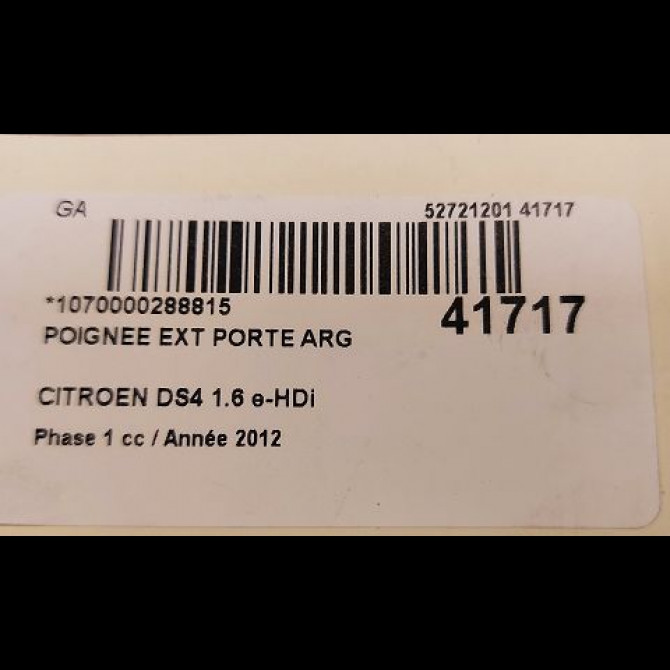 GA 52721201 41717
*1070000288815 41717
POIGNEE EXT PORTE ARG
CITROEN DS4 1.6 e-HDi
Phase 1 cc / Année 2012